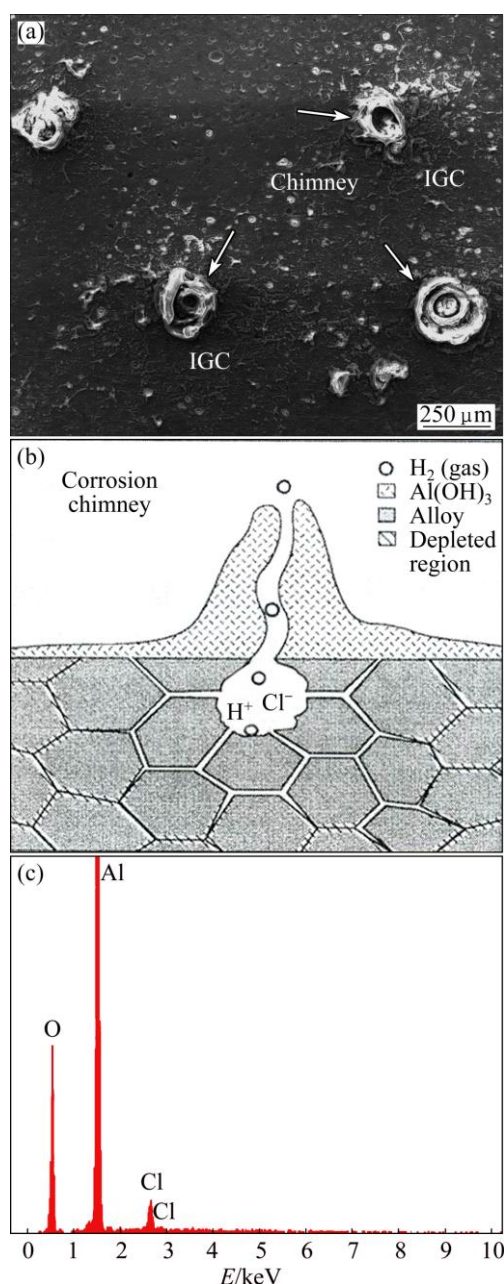 (a)
Chimney
IGC
IGC
250 μm
(b)
Corrosion
chimney
H₂ (gas)
Al(OH)₃
Alloy
Depleted
region
H⁺
Cl⁻
(c)
Al
O
Cl
Cl
0 1 2 3 4 5 6 7 8 9 10
E/keV